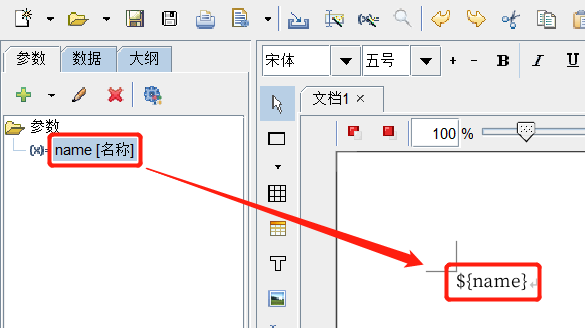 参数 数据 大纲
宋体 五号 + - B I U
文档1 ×
参数
100 %
(x)= name [名称]
${name}